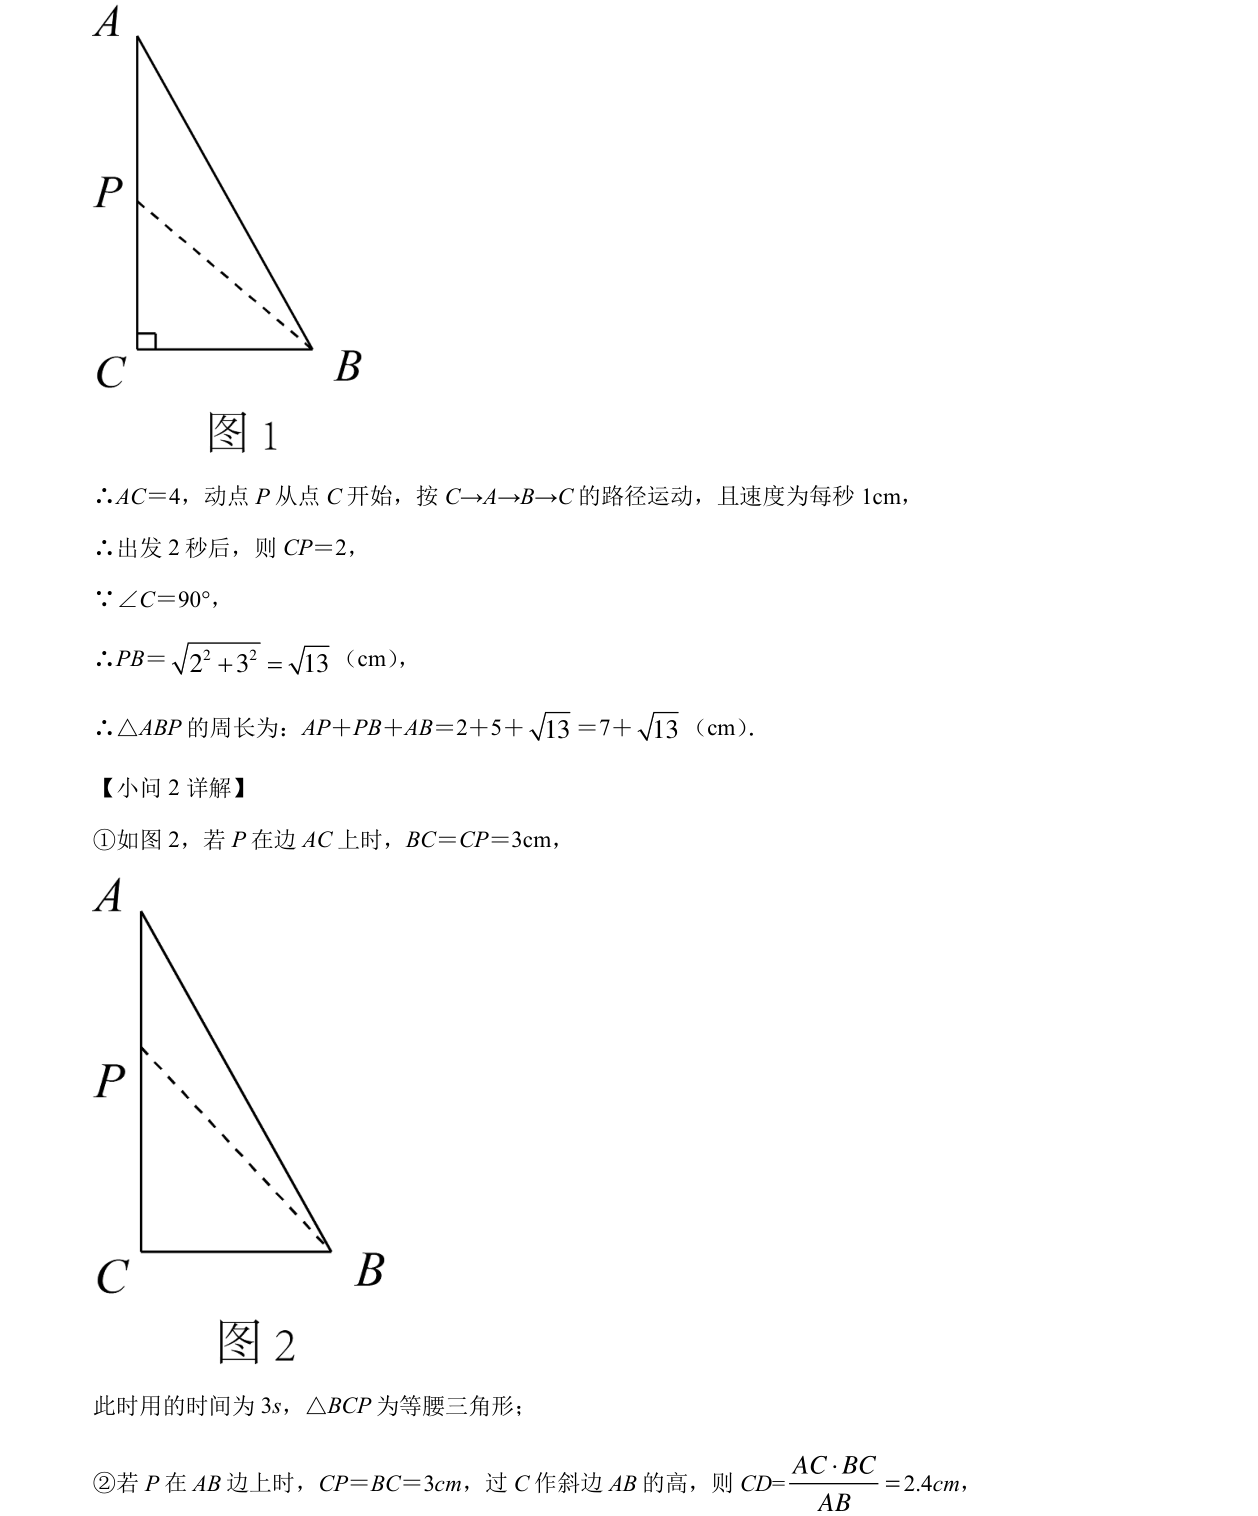 A
P
C
B
图 1
∴AC＝4，动点 P 从点 C 开始，按 C→A→B→C 的路径运动，且速度为每秒 1cm，
∴出发 2 秒后，则 CP＝2，
∵∠C＝90°，
∴PB＝√(2²+3²)=√13（cm），
∴△ABP 的周长为：AP＋PB＋AB＝2＋5＋√13＝7＋√13（cm）．
【小问 2 详解】
①如图 2，若 P 在边 AC 上时，BC＝CP＝3cm，
A
P
C
B
图 2
此时用的时间为 3s，△BCP 为等腰三角形；
②若 P 在 AB 边上时，CP＝BC＝3cm，过 C 作斜边 AB 的高，则 CD=AC·BC/AB＝2.4cm，